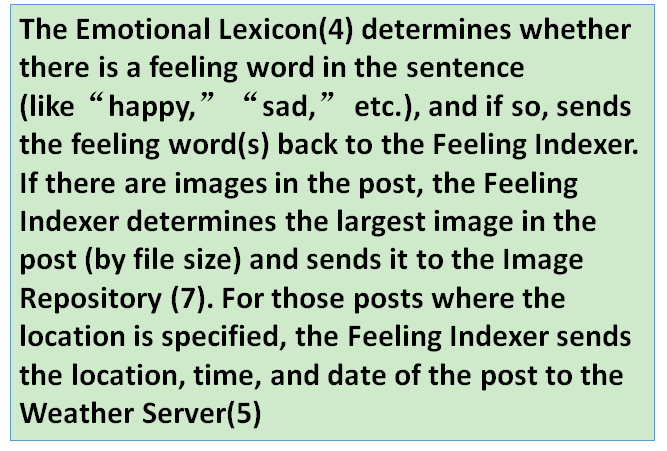 The Emotional Lexicon(4) determines whether
there is a feeling word in the sentence
(like “happy,” “sad,” etc.), and if so, sends
the feeling word(s) back to the Feeling Indexer.
If there are images in the post, the Feeling
Indexer determines the largest image in the
post (by file size) and sends it to the Image
Repository (7). For those posts where the
location is specified, the Feeling Indexer sends
the location, time, and date of the post to the
Weather Server(5)